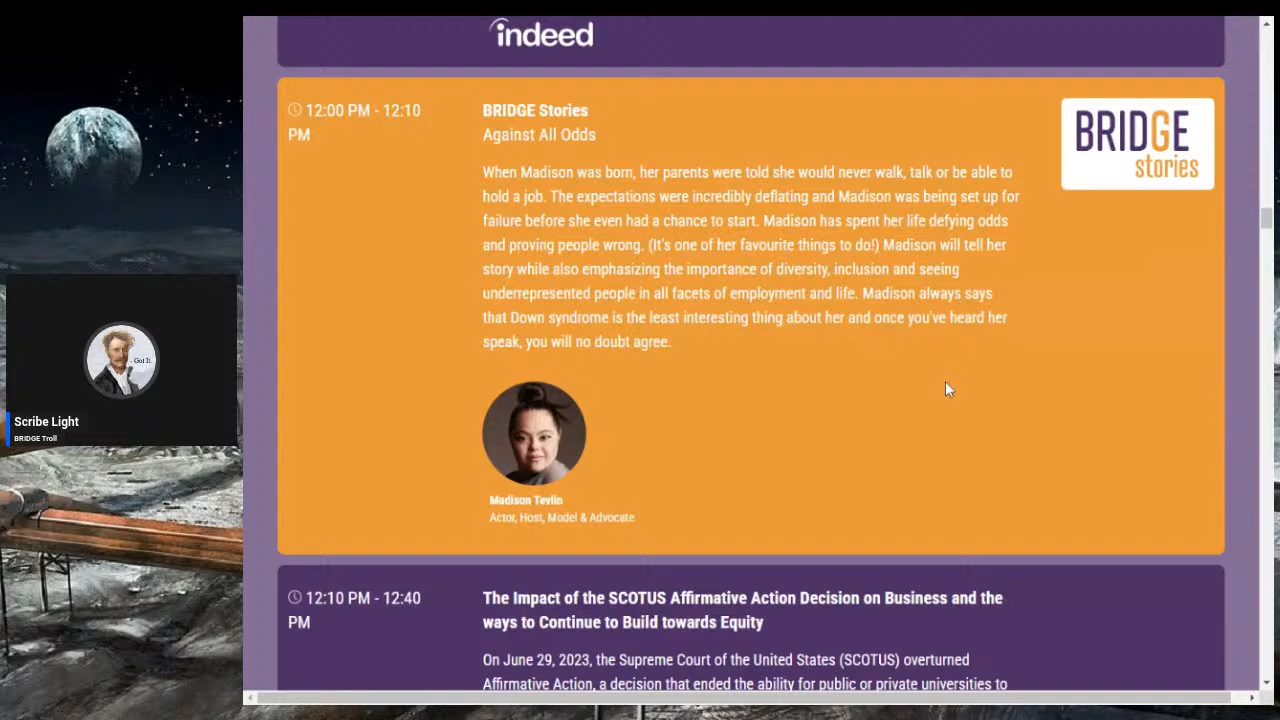 indeed
12:00 PM - 12:10
PM
BRIDGE Stories
Against All Odds
When Madison was born, her parents were told she would never walk, talk or be able to
hold a job. The expectations were incredibly deflating and Madison was being set up for
failure before she even had a chance to start. Madison has spent her life defying odds
and proving people wrong. (It's one of her favourite things to do!) Madison will tell her
story while also emphasizing the importance of diversity, inclusion and seeing
underrepresented people in all facets of employment and life. Madison always says
that Down syndrome is the least interesting thing about her and once you've heard her
speak, you will no doubt agree.
BRIDGE
stories
Madison Tevlin
Actor, Host, Model & Advocate
- Got It.
Scribe Light
BRIDGE Troll
12:10 PM - 12:40
PM
The Impact of the SCOTUS Affirmative Action Decision on Business and the
ways to Continue to Build towards Equity
On June 29, 2023, the Supreme Court of the United States (SCOTUS) overturned
Affirmative Action, a decision that ended the ability for public or private universities to